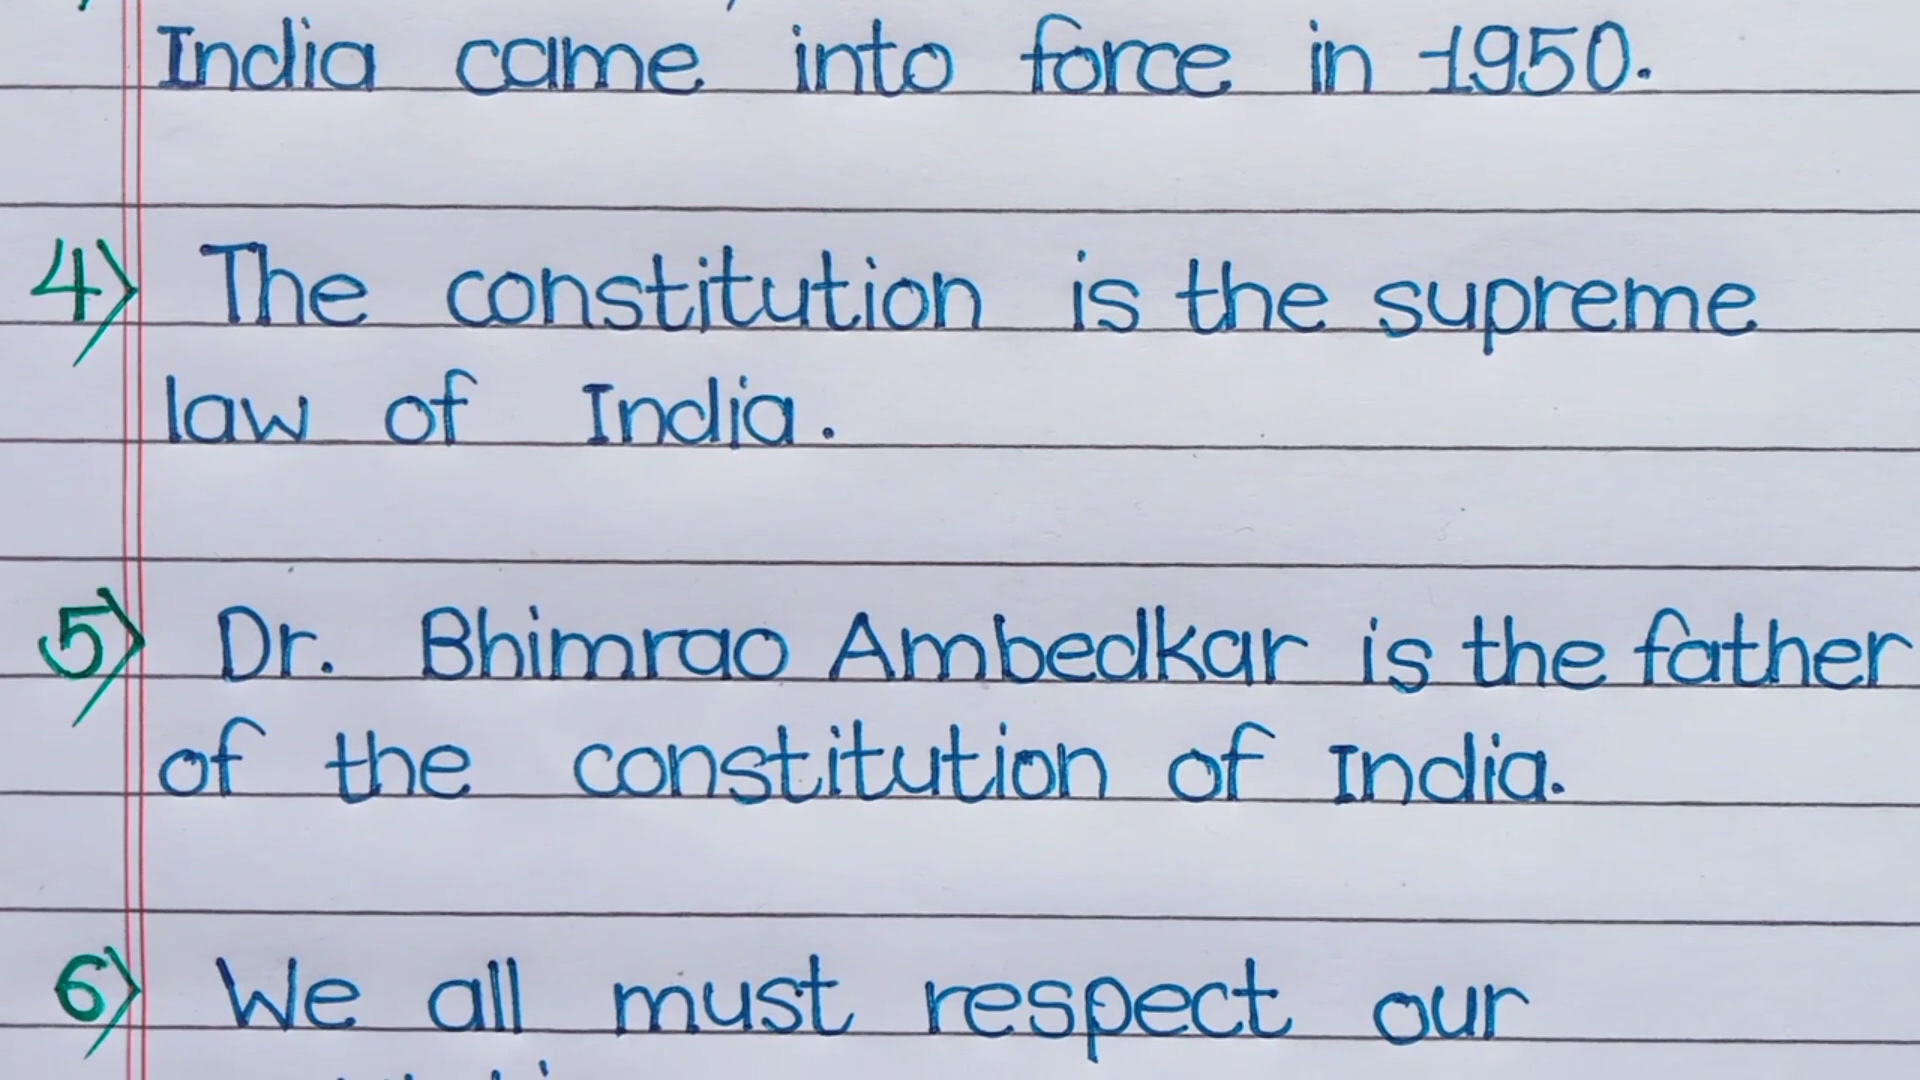 India came into force in 1950.
4) The constitution is the supreme
law of India.
5) Dr. Bhimrao Ambedkar is the father
of the constitution of India.
6) We all must respect our